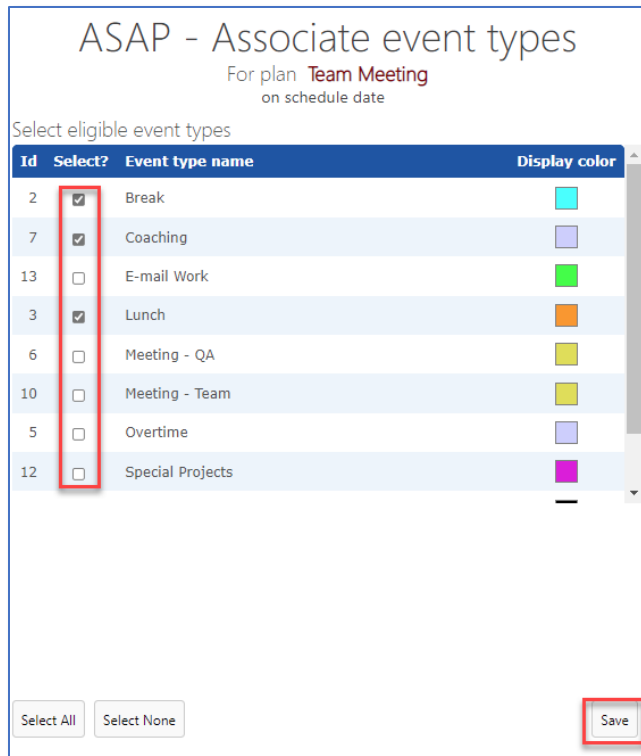 ASAP - Associate event types
For plan Team Meeting
on schedule date
Select eligible event types
Id Select? Event type name Display color
2 Break
7 Coaching
13 E-mail Work
3 Lunch
6 Meeting - QA
10 Meeting - Team
5 Overtime
12 Special Projects
Select All Select None Save